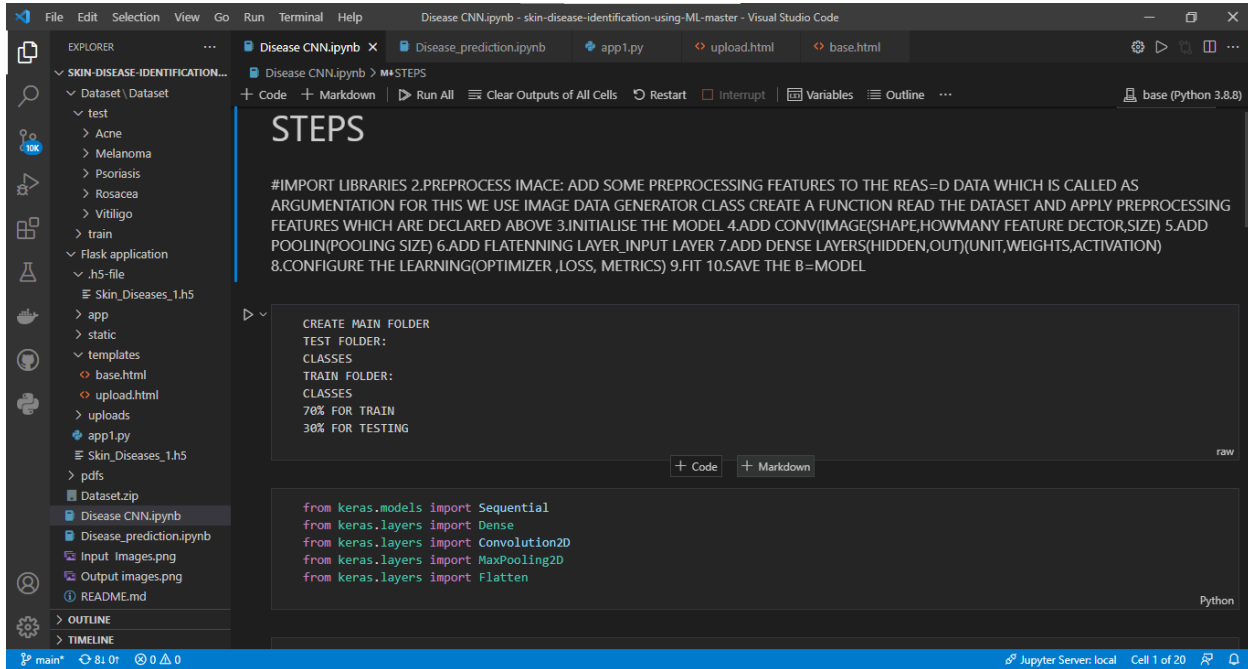 File Edit Selection View Go Run Terminal Help
Disease CNN.ipynb - skin-disease-identification-using-ML-master - Visual Studio Code
EXPLORER
SKIN-DISEASE-IDENTIFICATION...
Dataset\Dataset
test
Acne
Melanoma
Psoriasis
Rosacea
Vitiligo
train
Flask application
.h5-file
Skin_Diseases_1.h5
app
static
templates
base.html
upload.html
uploads
app1.py
Skin_Diseases_1.h5
pdfs
Dataset.zip
Disease CNN.ipynb
Disease_prediction.ipynb
Input Images.png
Output images.png
README.md
OUTLINE
TIMELINE
10K
Disease CNN.ipynb Disease_prediction.ipynb app1.py upload.html base.html
Disease CNN.ipynb > M↓STEPS
+ Code + Markdown Run All Clear Outputs of All Cells Restart Interrupt Variables Outline ... base (Python 3.8.8)
STEPS
#IMPORT LIBRARIES 2.PREPROCESS IMACE: ADD SOME PREPROCESSING FEATURES TO THE REAS=D DATA WHICH IS CALLED AS
ARGUMENTATION FOR THIS WE USE IMAGE DATA GENERATOR CLASS CREATE A FUNCTION READ THE DATASET AND APPLY PREPROCESSING
FEATURES WHICH ARE DECLARED ABOVE 3.INITIALISE THE MODEL 4.ADD CONV(IMAGE(SHAPE,HOWMANY FEATURE DECTOR,SIZE) 5.ADD
POOLIN(POOLING SIZE) 6.ADD FLATENNING LAYER_INPUT LAYER 7.ADD DENSE LAYERS(HIDDEN,OUT)(UNIT,WEIGHTS,ACTIVATION)
8.CONFIGURE THE LEARNING(OPTIMIZER ,LOSS, METRICS) 9.FIT 10.SAVE THE B=MODEL
CREATE MAIN FOLDER
TEST FOLDER:
CLASSES
TRAIN FOLDER:
CLASSES
70% FOR TRAIN
30% FOR TESTING
raw
+ Code + Markdown
from keras.models import Sequential
from keras.layers import Dense
from keras.layers import Convolution2D
from keras.layers import MaxPooling2D
from keras.layers import Flatten
Python
main* 8↓ 0↑ 0 0 Jupyter Server: local Cell 1 of 20